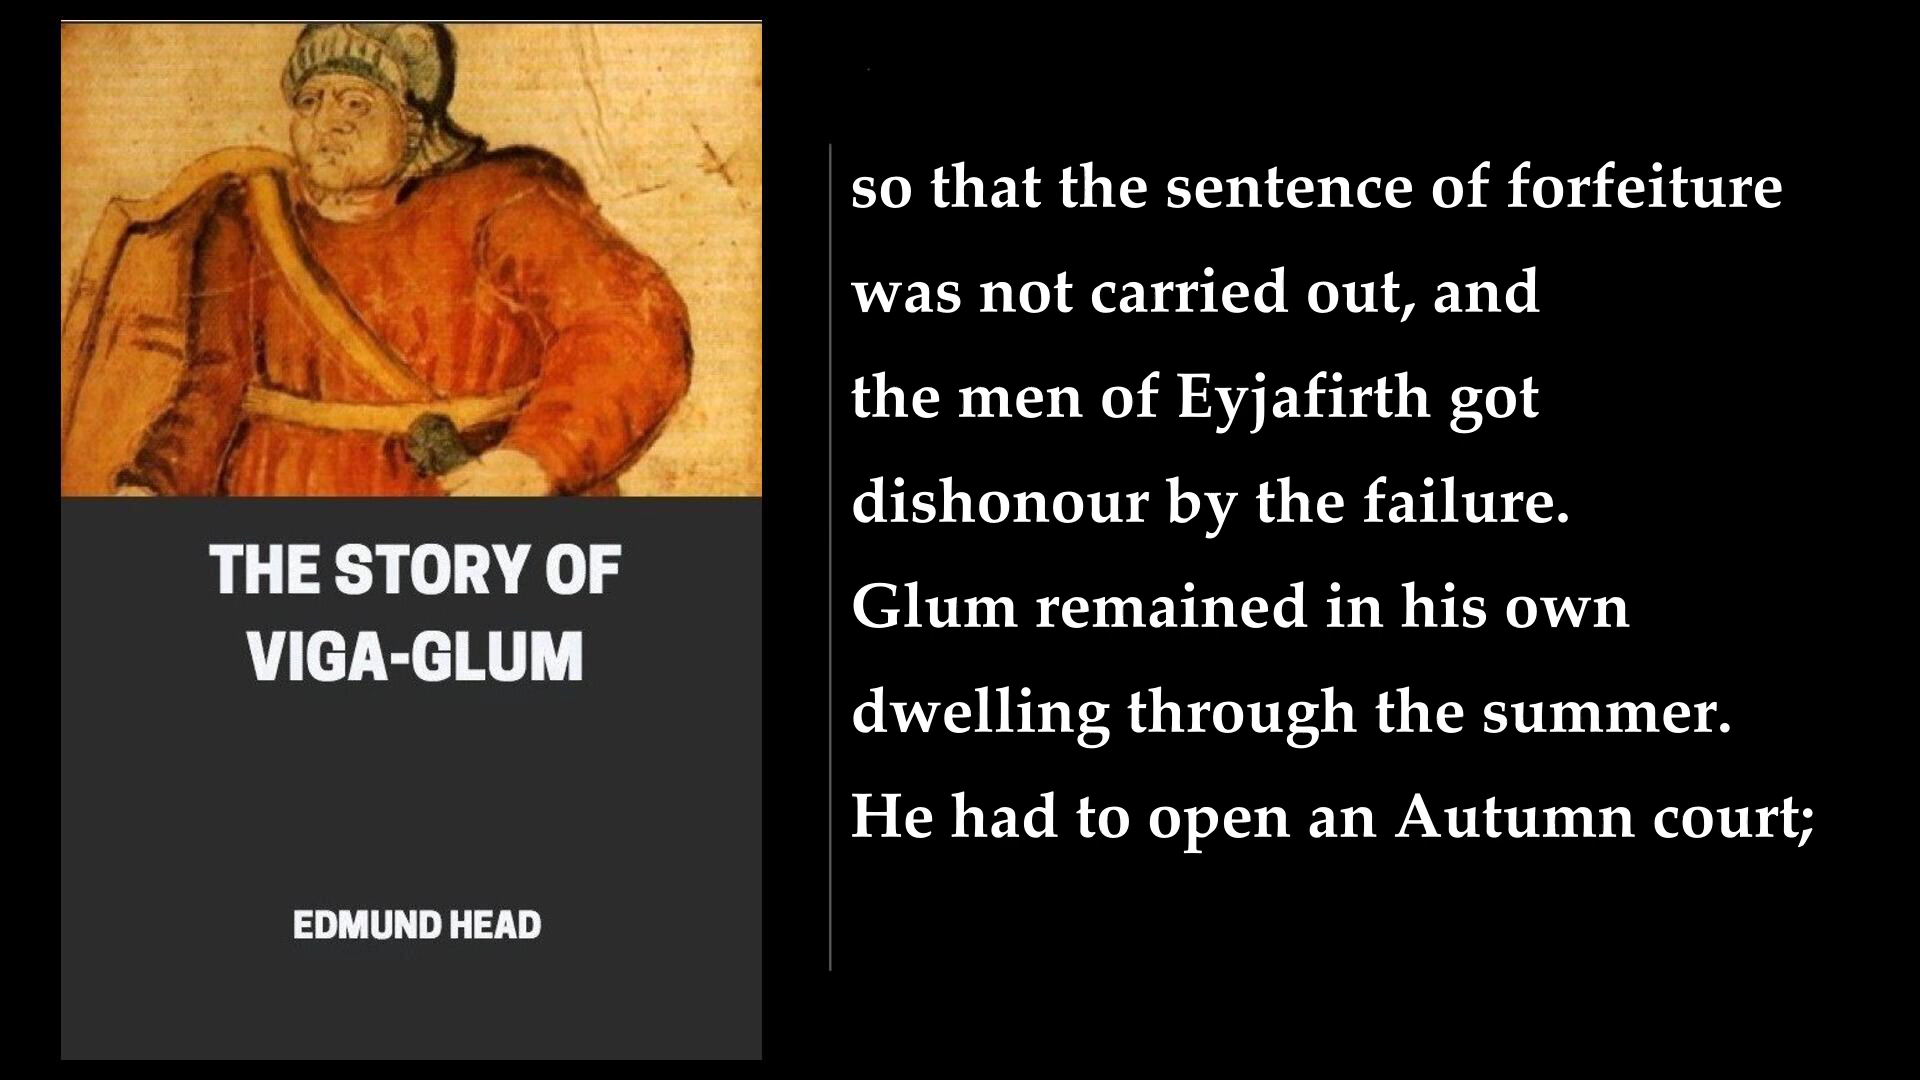 THE STORY OF
VIGA-GLUM
EDMUND HEAD
so that the sentence of forfeiture
was not carried out, and
the men of Eyjafirth got
dishonour by the failure.
Glum remained in his own
dwelling through the summer.
He had to open an Autumn court;